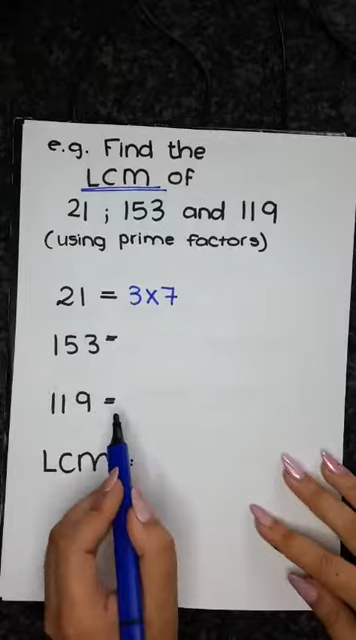 e.g. Find the
LCM of
21 ; 153 and 119
(using prime factors)
21 = 3x7
153=
119 =
LCM :